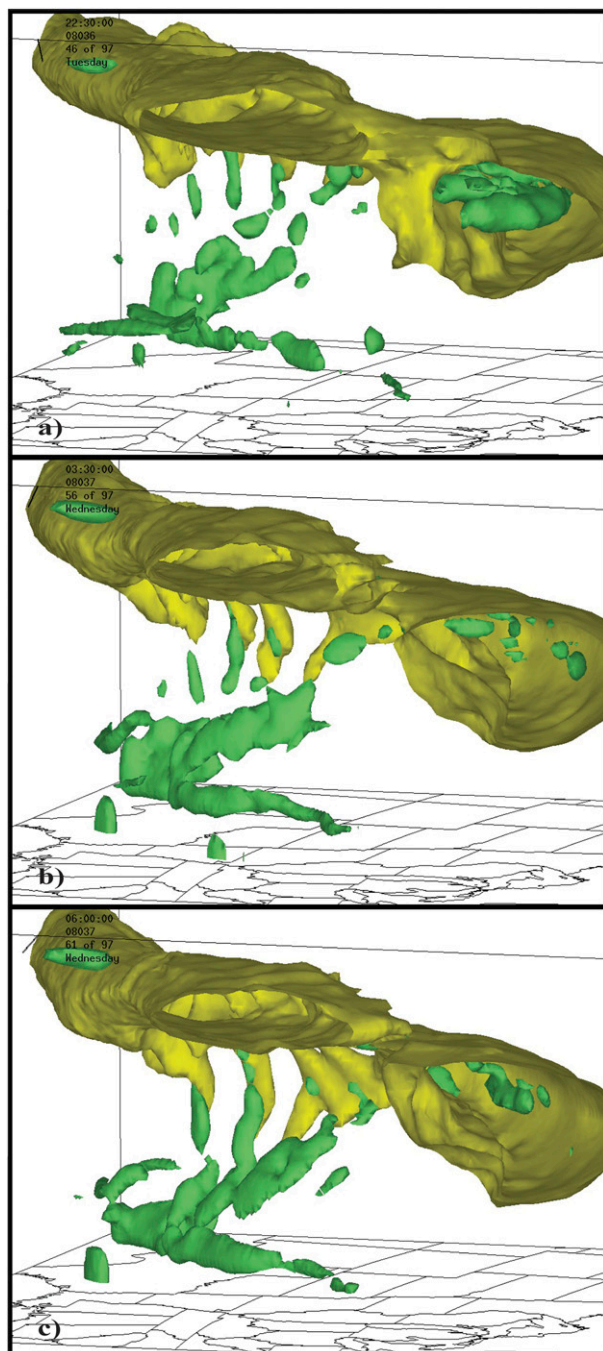 22:30:00
08036
46 of 97
Tuesday
a)
03:30:00
08037
56 of 97
Wednesday
b)
06:00:00
08037
61 of 97
Wednesday
c)